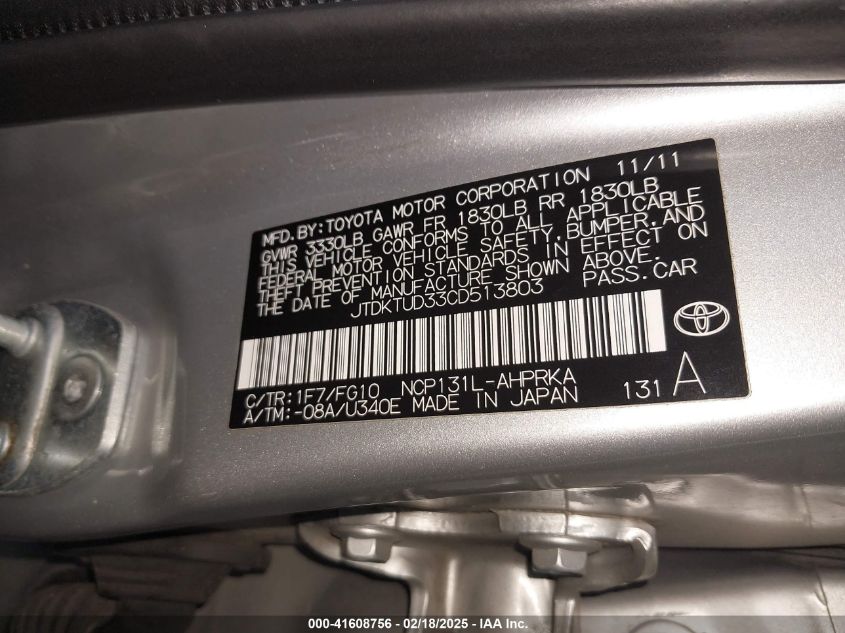 MFD.BY:TOYOTA MOTOR CORPORATION 11/11
GVWR 3330LB GAWR FR 1830LB RR 1830LB
THIS VEHICLE CONFORMS TO ALL APPLICABLE
FEDERAL MOTOR VEHICLE SAFETY,BUMPER,AND
THEFT PREVENTION STANDARDS IN EFFECT ON
THE DATE OF MANUFACTURE SHOWN ABOVE.
JTDKTUD33CD513803 PASS.CAR
C/TR:1F7/FG10 NCP131L-AHPRKA
A/TM:-08A/U340E MADE IN JAPAN 131 A
000-41608756 - 02/18/2025 - IAA Inc.